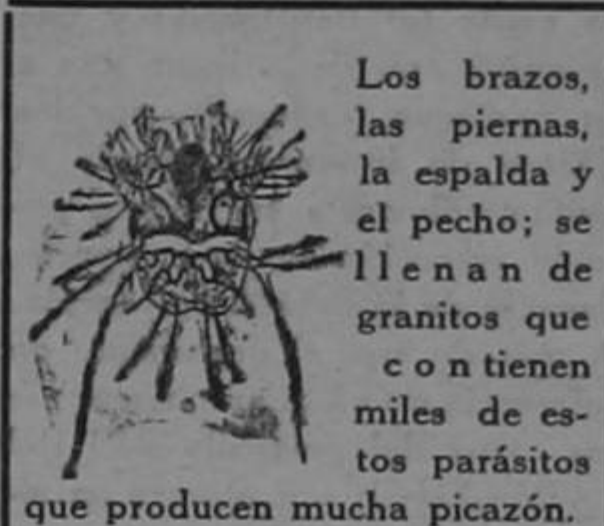 Los brazos,
las piernas,
la espalda y
el pecho; se
llenan de
granitos que
contienen
miles de es-
tos parásitos
que producen mucha picazón.